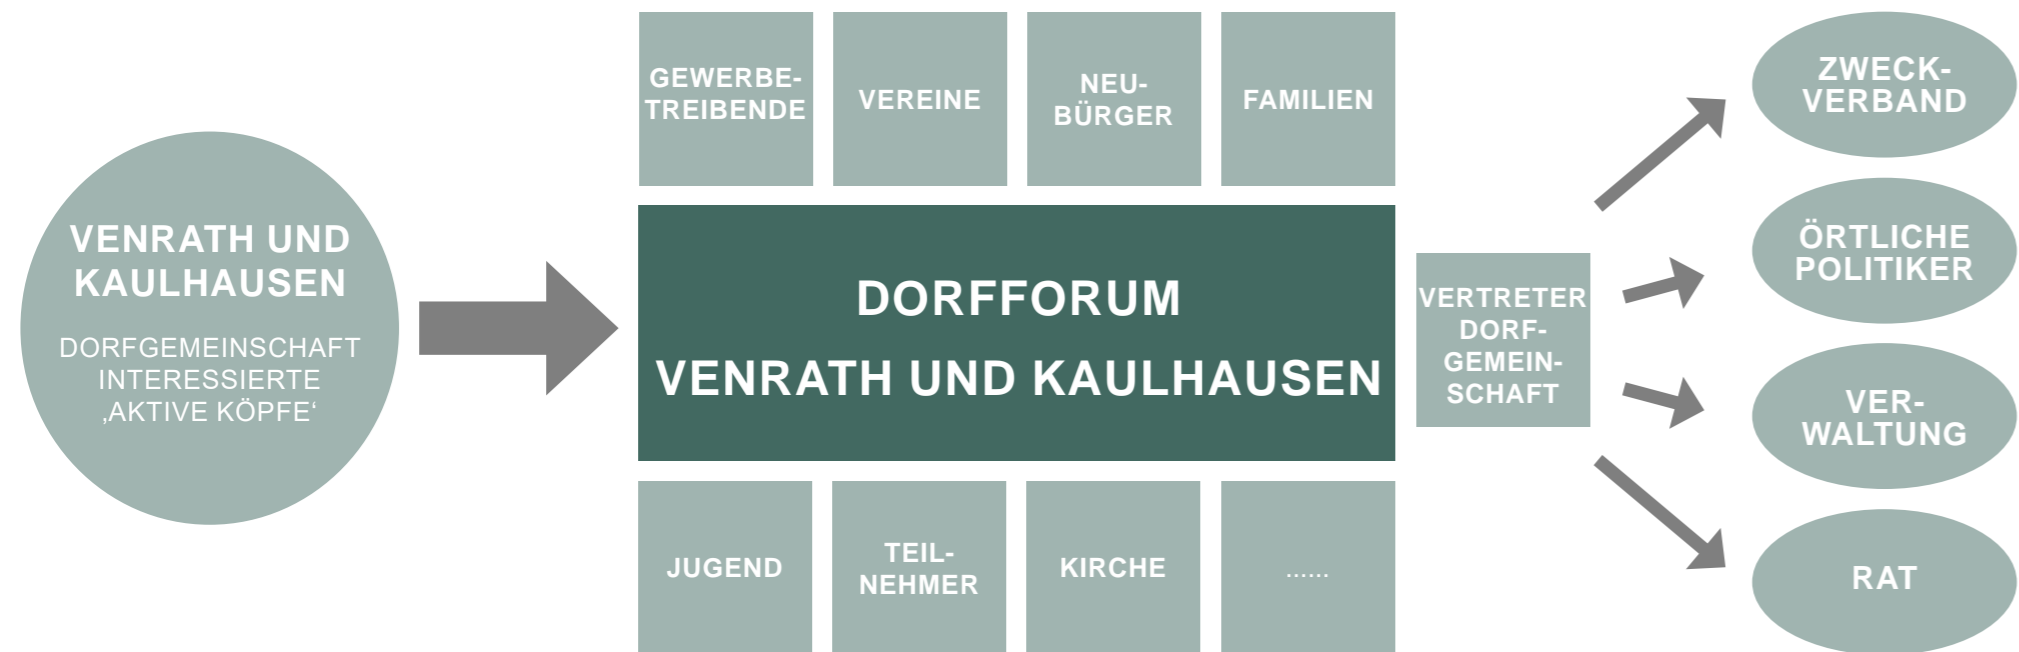 VENRATH UND
KAULHAUSEN
DORFGEMEINSCHAFT
INTERESSIERTE
‚AKTIVE KÖPFE‘
GEWERBE-
TREIBENDE
VEREINE
NEU-
BÜRGER
FAMILIEN
DORFFORUM
VENRATH UND KAULHAUSEN
JUGEND
TEIL-
NEHMER
KIRCHE
......
VERTRETER
DORF-
GEMEIN-
SCHAFT
ZWECK-
VERBAND
ÖRTLICHE
POLITIKER
VER-
WALTUNG
RAT